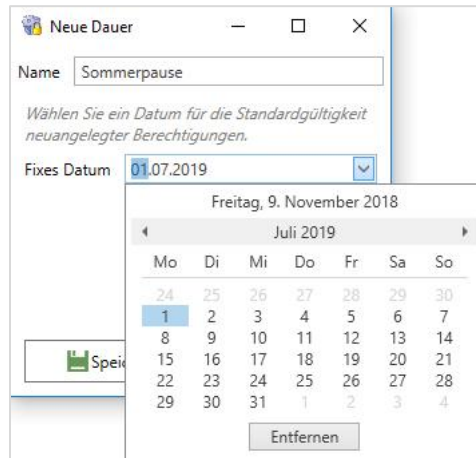 Neue Dauer
Name Sommerpause
Wählen Sie ein Datum für die Standardgültigkeit
neuangelegter Berechtigungen.
Fixes Datum 01.07.2019
Freitag, 9. November 2018
Juli 2019
Mo Di Mi Do Fr Sa So
24 25 26 27 28 29 30
1 2 3 4 5 6 7
8 9 10 11 12 13 14
15 16 17 18 19 20 21
22 23 24 25 26 27 28
29 30 31 1 2 3 4
Entfernen